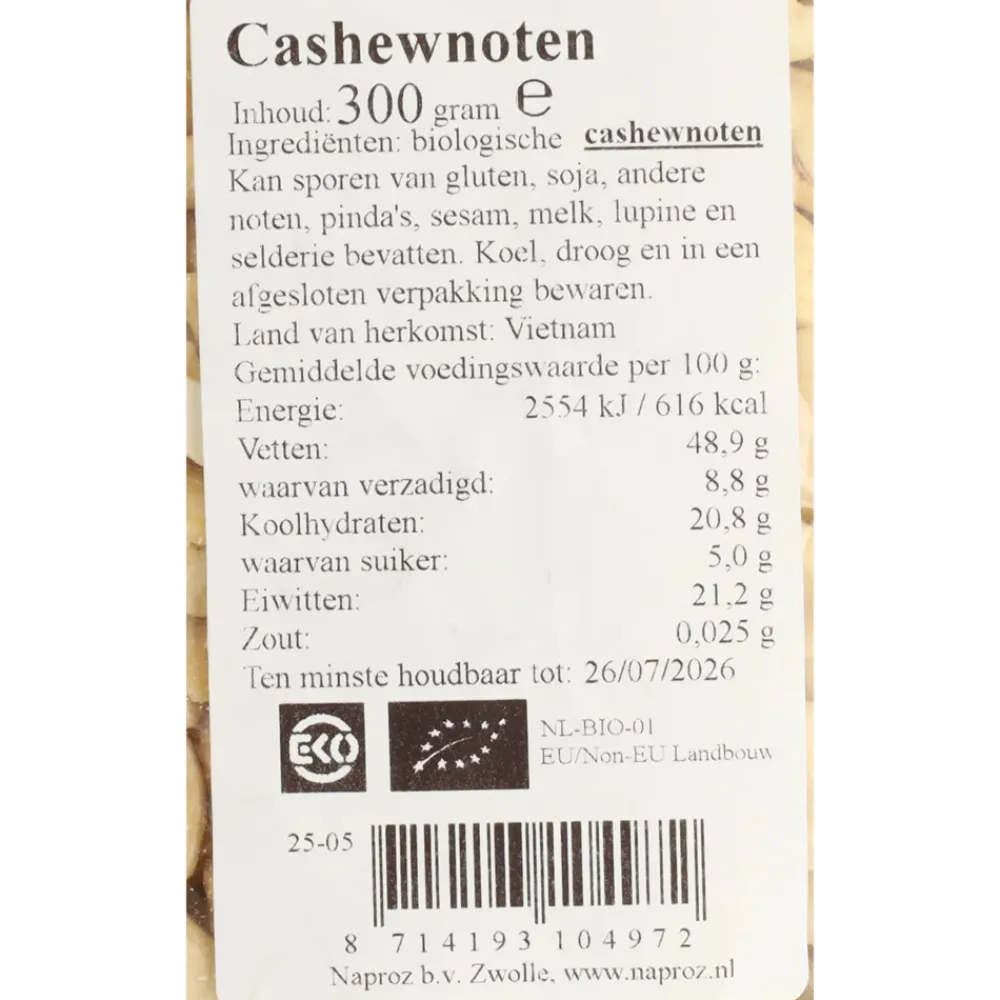 Cashewnoten
Inhoud: 300 gram ℮
Ingrediënten: biologische cashewnoten
Kan sporen van gluten, soja, andere
noten, pinda's, sesam, melk, lupine en
selderie bevatten. Koel, droog en in een
afgesloten verpakking bewaren.
Land van herkomst: Vietnam
Gemiddelde voedingswaarde per 100 g:
Energie: 2554 kJ / 616 kcal
Vetten: 48,9 g
waarvan verzadigd: 8,8 g
Koolhydraten: 20,8 g
waarvan suiker: 5,0 g
Eiwitten: 21,2 g
Zout: 0,025 g
Ten minste houdbaar tot: 26/07/2026
EKO
NL-BIO-01
EU/Non-EU Landbouw
25-05
8 714193 104972
Naproz b.v. Zwolle, www.naproz.nl